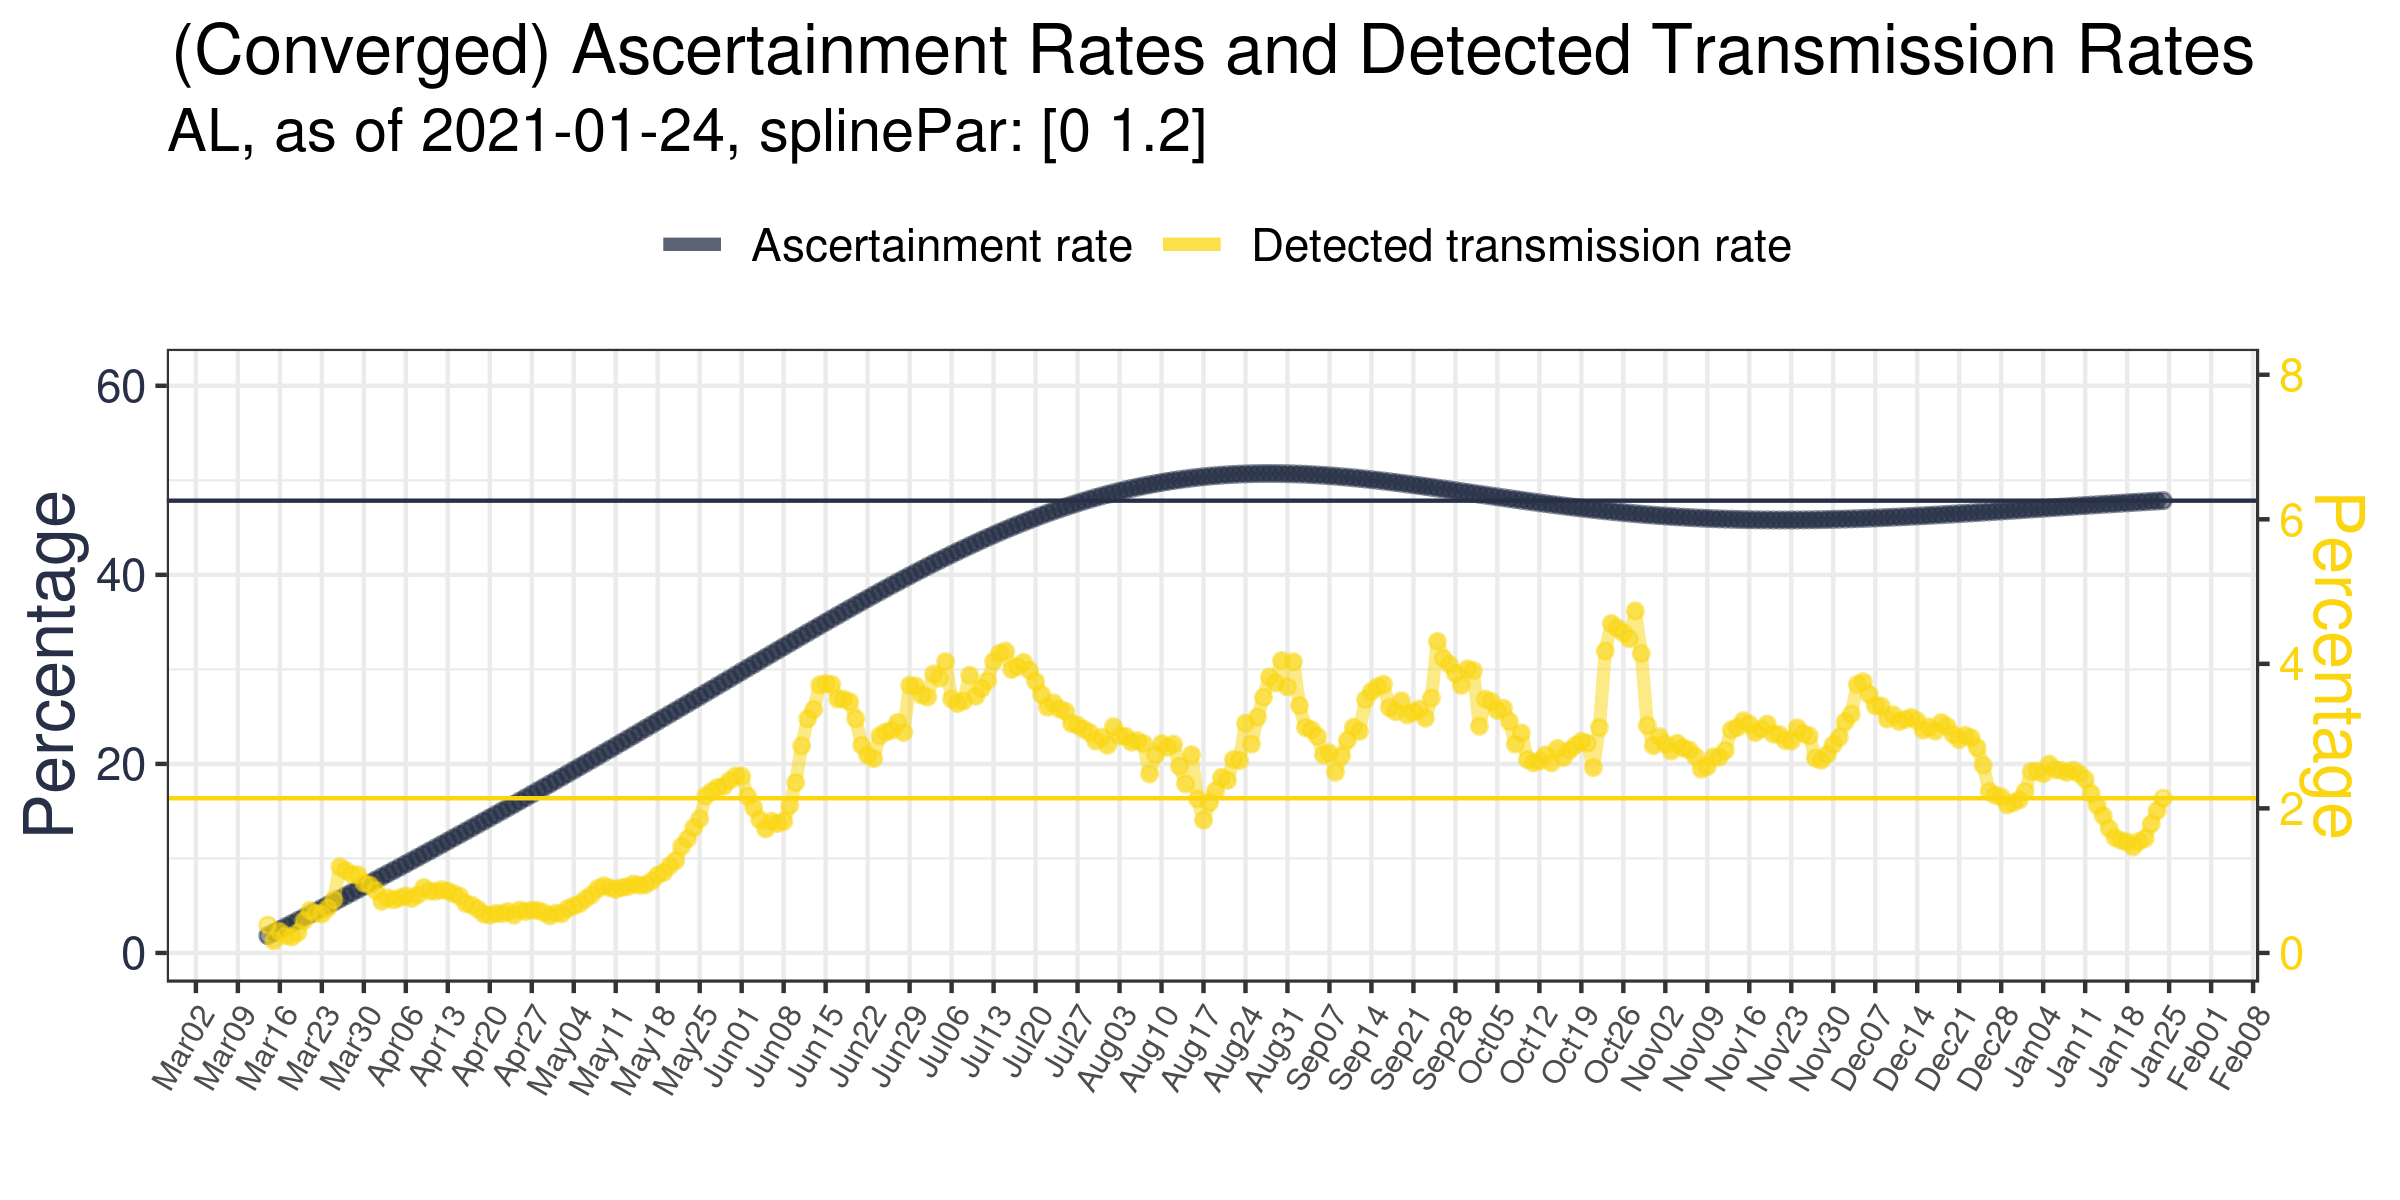 (Converged) Ascertainment Rates and Detected Transmission Rates
AL, as of 2021-01-24, splinePar: [0 1.2]
Ascertainment rate Detected transmission rate
Percentage
60
40
20
0
8
6
4
2
0
Percentage
Mar02 Mar09 Mar16 Mar23 Mar30 Apr06 Apr13 Apr20 Apr27 May04 May11 May18 May25 Jun01 Jun08 Jun15 Jun22 Jun29 Jul06 Jul13 Jul20 Jul27 Aug03 Aug10 Aug17 Aug24 Aug31 Sep07 Sep14 Sep21 Sep28 Oct05 Oct12 Oct19 Oct26 Nov02 Nov09 Nov16 Nov23 Nov30 Dec07 Dec14 Dec21 Dec28 Jan04 Jan11 Jan18 Jan25 Feb01 Feb08